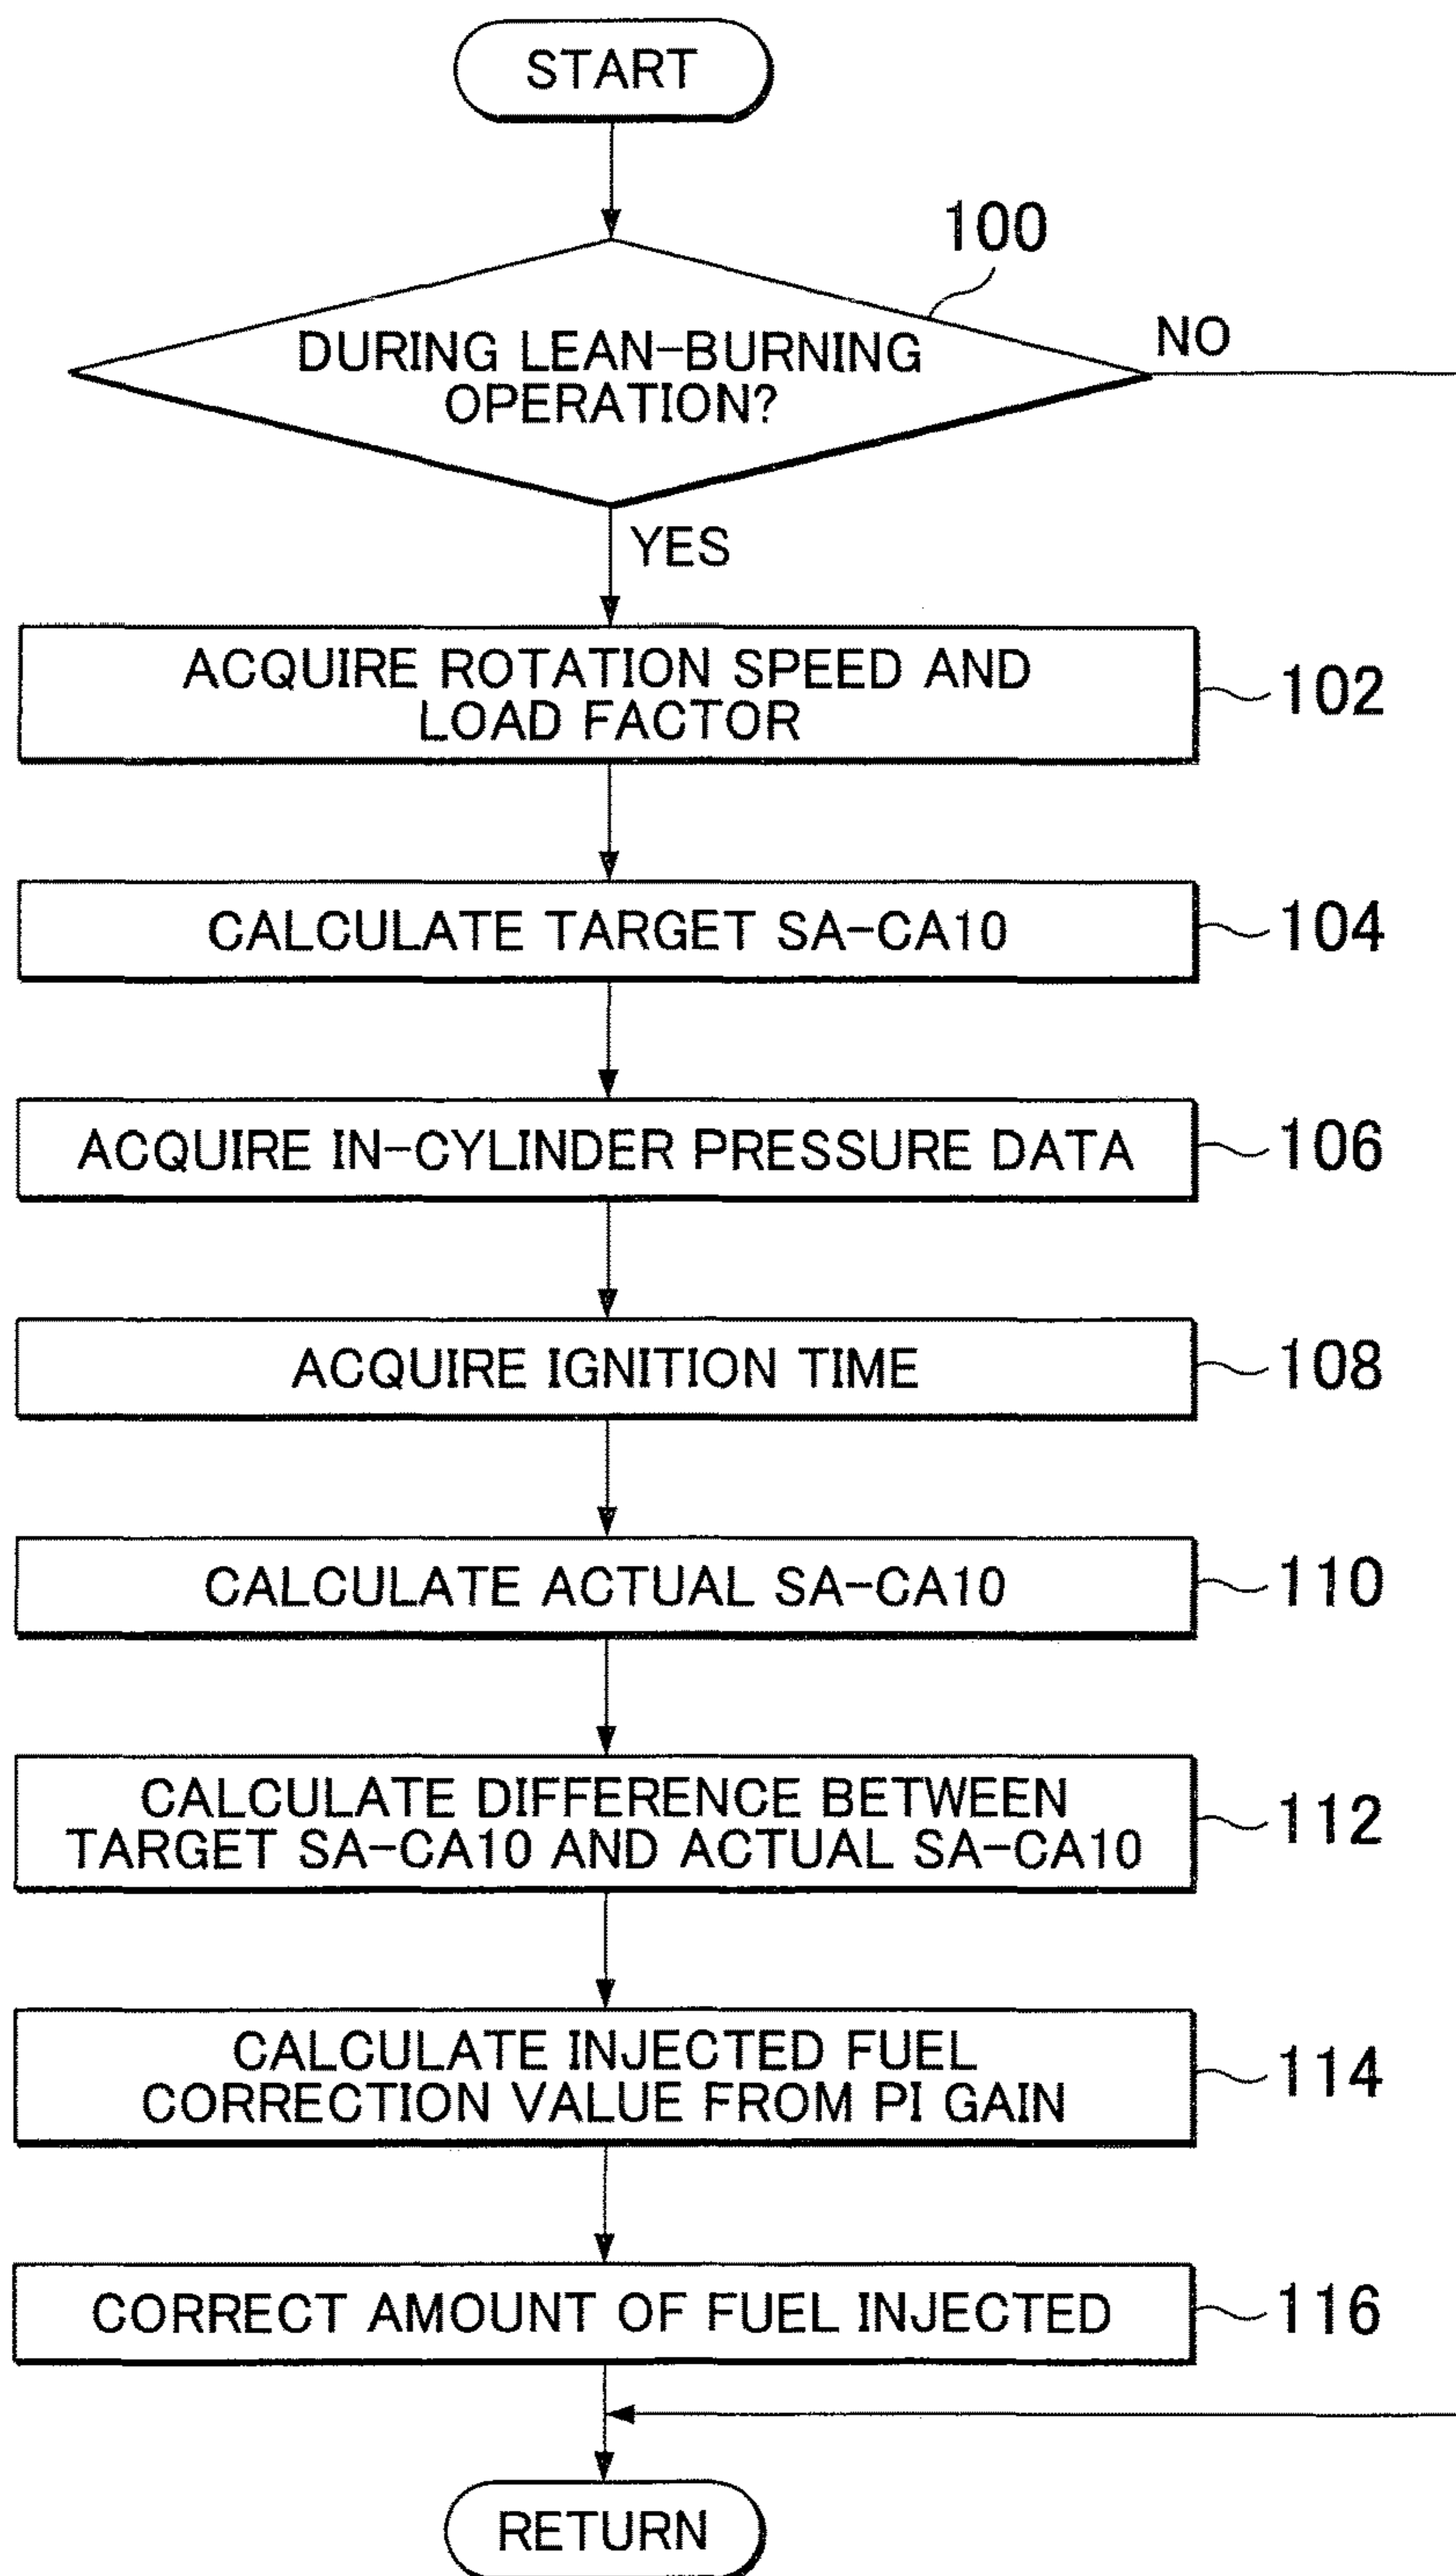 START
100
DURING LEAN-BURNING
OPERATION?
NO
YES
ACQUIRE ROTATION SPEED AND
LOAD FACTOR
102
CALCULATE TARGET SA-CA10
104
ACQUIRE IN-CYLINDER PRESSURE DATA
106
ACQUIRE IGNITION TIME
108
CALCULATE ACTUAL SA-CA10
110
CALCULATE DIFFERENCE BETWEEN
TARGET SA-CA10 AND ACTUAL SA-CA10
112
CALCULATE INJECTED FUEL
CORRECTION VALUE FROM PI GAIN
114
CORRECT AMOUNT OF FUEL INJECTED
116
RETURN